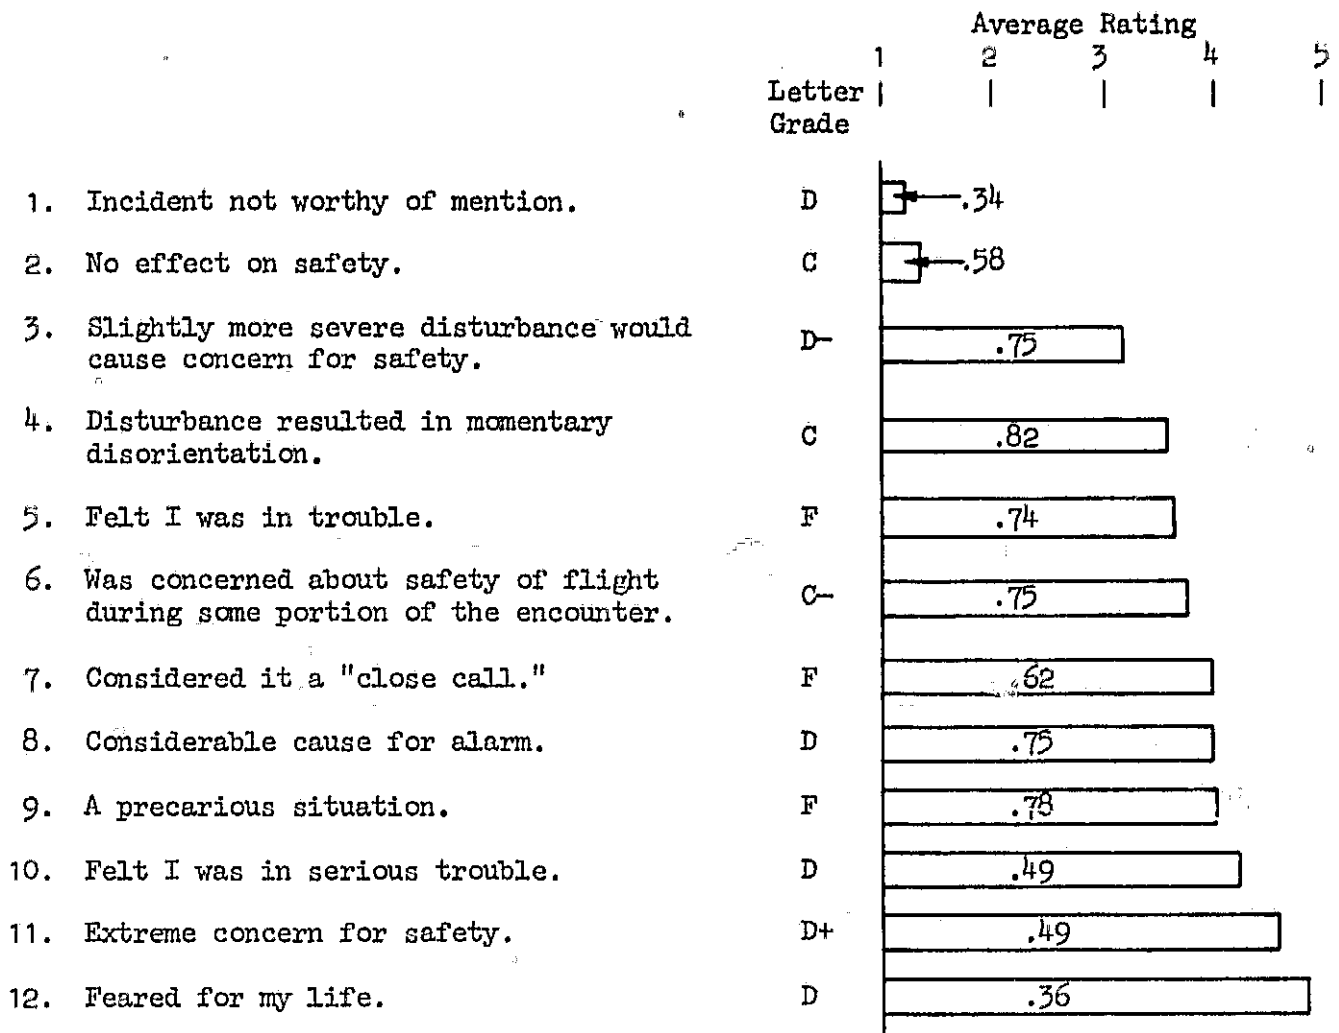 Average Rating
1 2 3 4 5
Letter
Grade
1. Incident not worthy of mention. D .34
2. No effect on safety. C .58
3. Slightly more severe disturbance would
cause concern for safety. D- .75
4. Disturbance resulted in momentary
disorientation. C .82
5. Felt I was in trouble. F .74
6. Was concerned about safety of flight
during some portion of the encounter. C- .75
7. Considered it a "close call." F .62
8. Considerable cause for alarm. D .75
9. A precarious situation. F .78
10. Felt I was in serious trouble. D .49
11. Extreme concern for safety. D+ .49
12. Feared for my life. D .36